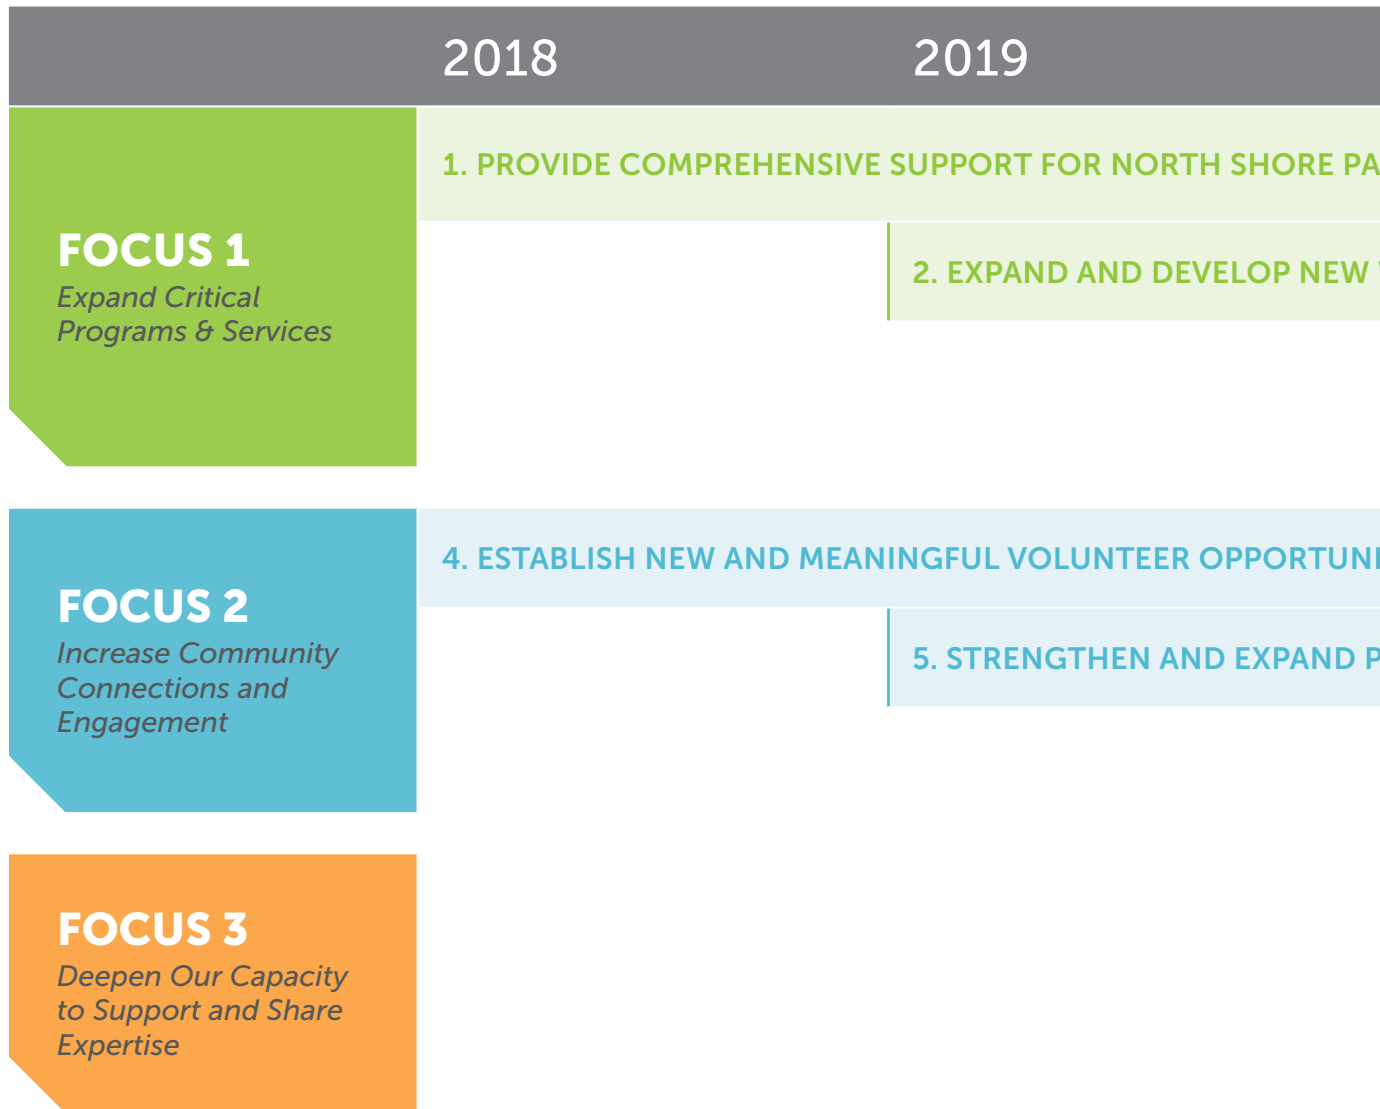 2018 2019
1. PROVIDE COMPREHENSIVE SUPPORT FOR NORTH SHORE PA
2. EXPAND AND DEVELOP NEW
FOCUS 1
Expand Critical
Programs & Services
4. ESTABLISH NEW AND MEANINGFUL VOLUNTEER OPPORTUNI
5. STRENGTHEN AND EXPAND P
FOCUS 2
Increase Community
Connections and
Engagement
FOCUS 3
Deepen Our Capacity
to Support and Share
Expertise